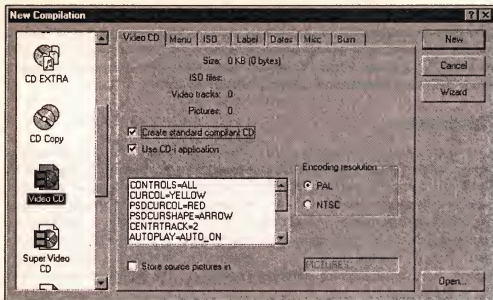 New Compilation
CD EXTRA
CD Copy
Video CD
Super Video
CD
Video CD Menu ISO Label Dates Misc Burn
Size: 0 KB (0 bytes)
ISO files:
Video tracks: 0
Pictures: 0
Create standard compliant CD
Use CD-i application
CONTROLS=ALL
CURCOL=YELLOW
PSDCURCOL=RED
PSDCURSHAPE=ARROW
CENTRTRACK=2
AUTOPLAY=AUTO_ON
Encoding resolution
PAL
NTSC
Store source pictures in
PICTURES
New
Cancel
Wizard
Open...